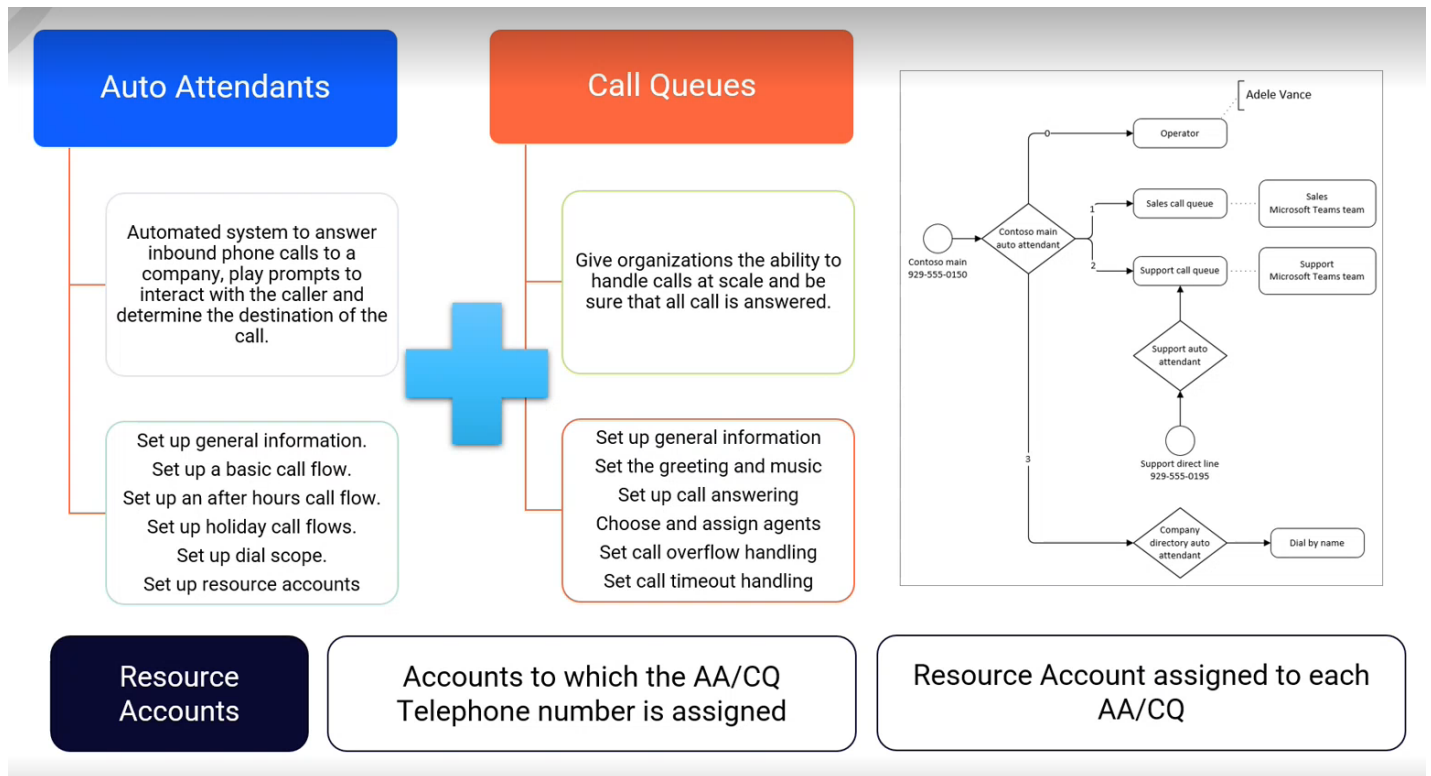 Auto Attendants
Automated system to answer
inbound phone calls to a
company, play prompts to
interact with the caller and
determine the destination of the
call.
Set up general information.
Set up a basic call flow.
Set up an after hours call flow.
Set up holiday call flows.
Set up dial scope.
Set up resource accounts
Call Queues
Give organizations the ability to
handle calls at scale and be
sure that all call is answered.
Set up general information
Set the greeting and music
Set up call answering
Choose and assign agents
Set call overflow handling
Set call timeout handling
Adele Vance
0
Operator
Contoso main
929-555-0150
Contoso main
auto attendant
1
Sales call queue
Sales
Microsoft Teams team
2
Support call queue
Support
Microsoft Teams team
Support auto
attendant
Support direct line
929-555-0195
3
Company
directory auto
attendant
Dial by name
Resource
Accounts
Accounts to which the AA/CQ
Telephone number is assigned
Resource Account assigned to each
AA/CQ